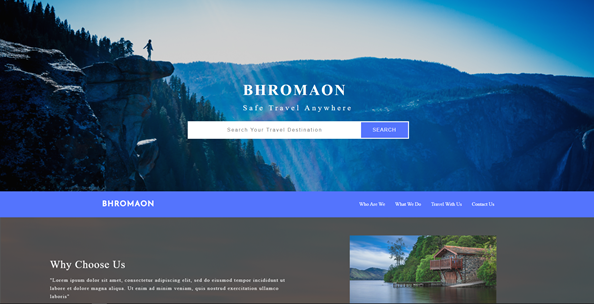 BHROMAON
Safe Travel Anywhere
Search Your Travel Destination
SEARCH
BHROMAON
Who Are We
What We Do
Travel With Us
Contact Us
Why Choose Us
"Lorem ipsum dolor sit amet, consectetur adipiscing elit, sed do eiusmod tempor incididunt ut
labore et dolore magna aliqua. Ut enim ad minim veniam, quis nostrud exercitation ullamco
laboris"